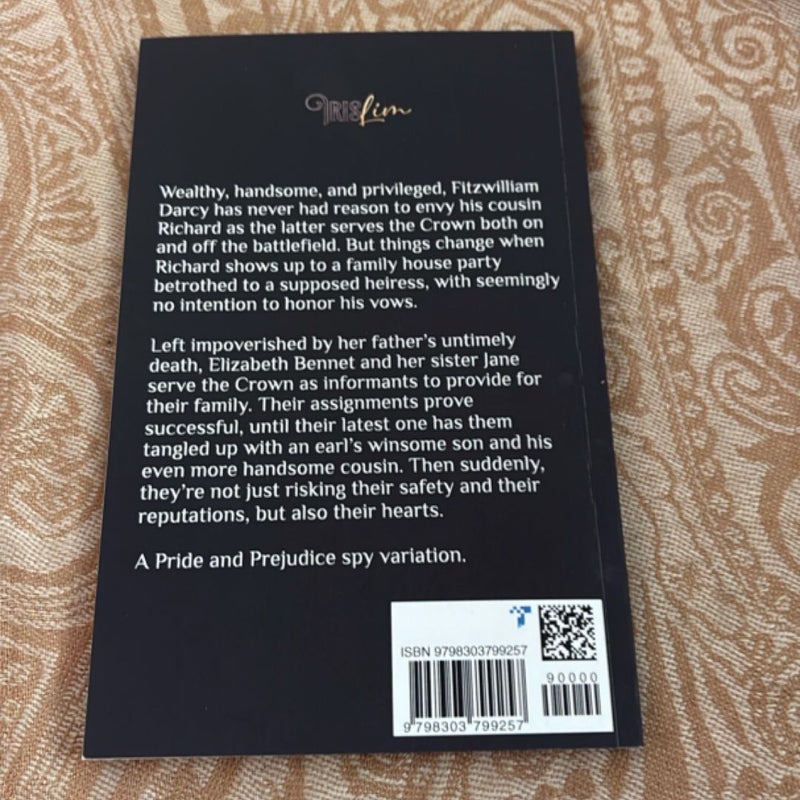 IRIS Lim
Wealthy, handsome, and privileged, Fitzwilliam
Darcy has never had reason to envy his cousin
Richard as the latter serves the Crown both on
and off the battlefield. But things change when
Richard shows up to a family house party
betrothed to a supposed heiress, with seemingly
no intention to honor his vows.
Left impoverished by her father's untimely
death, Elizabeth Bennet and her sister Jane
serve the Crown as informants to provide for
their family. Their assignments prove
successful, until their latest one has them
tangled up with an earl's winsome son and his
even more handsome cousin. Then suddenly,
they're not just risking their safety and their
reputations, but also their hearts.
A Pride and Prejudice spy variation.
ISBN 9798303799257
90000
9 798303 799257